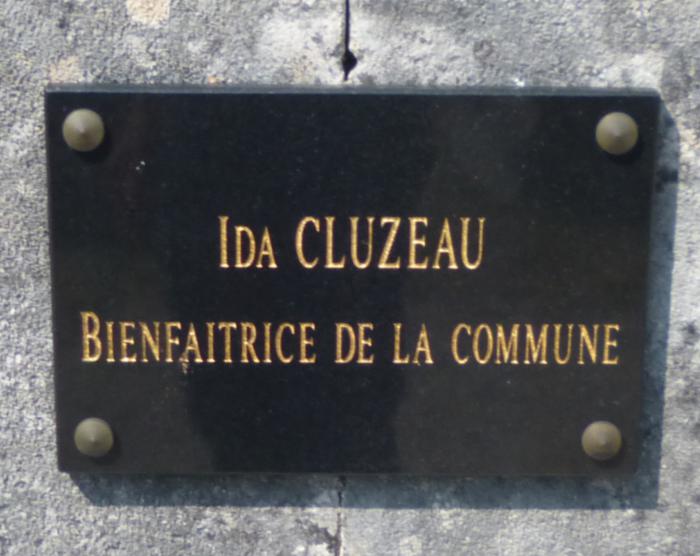 Ida CLUZEAU
Bienfaitrice de la commune